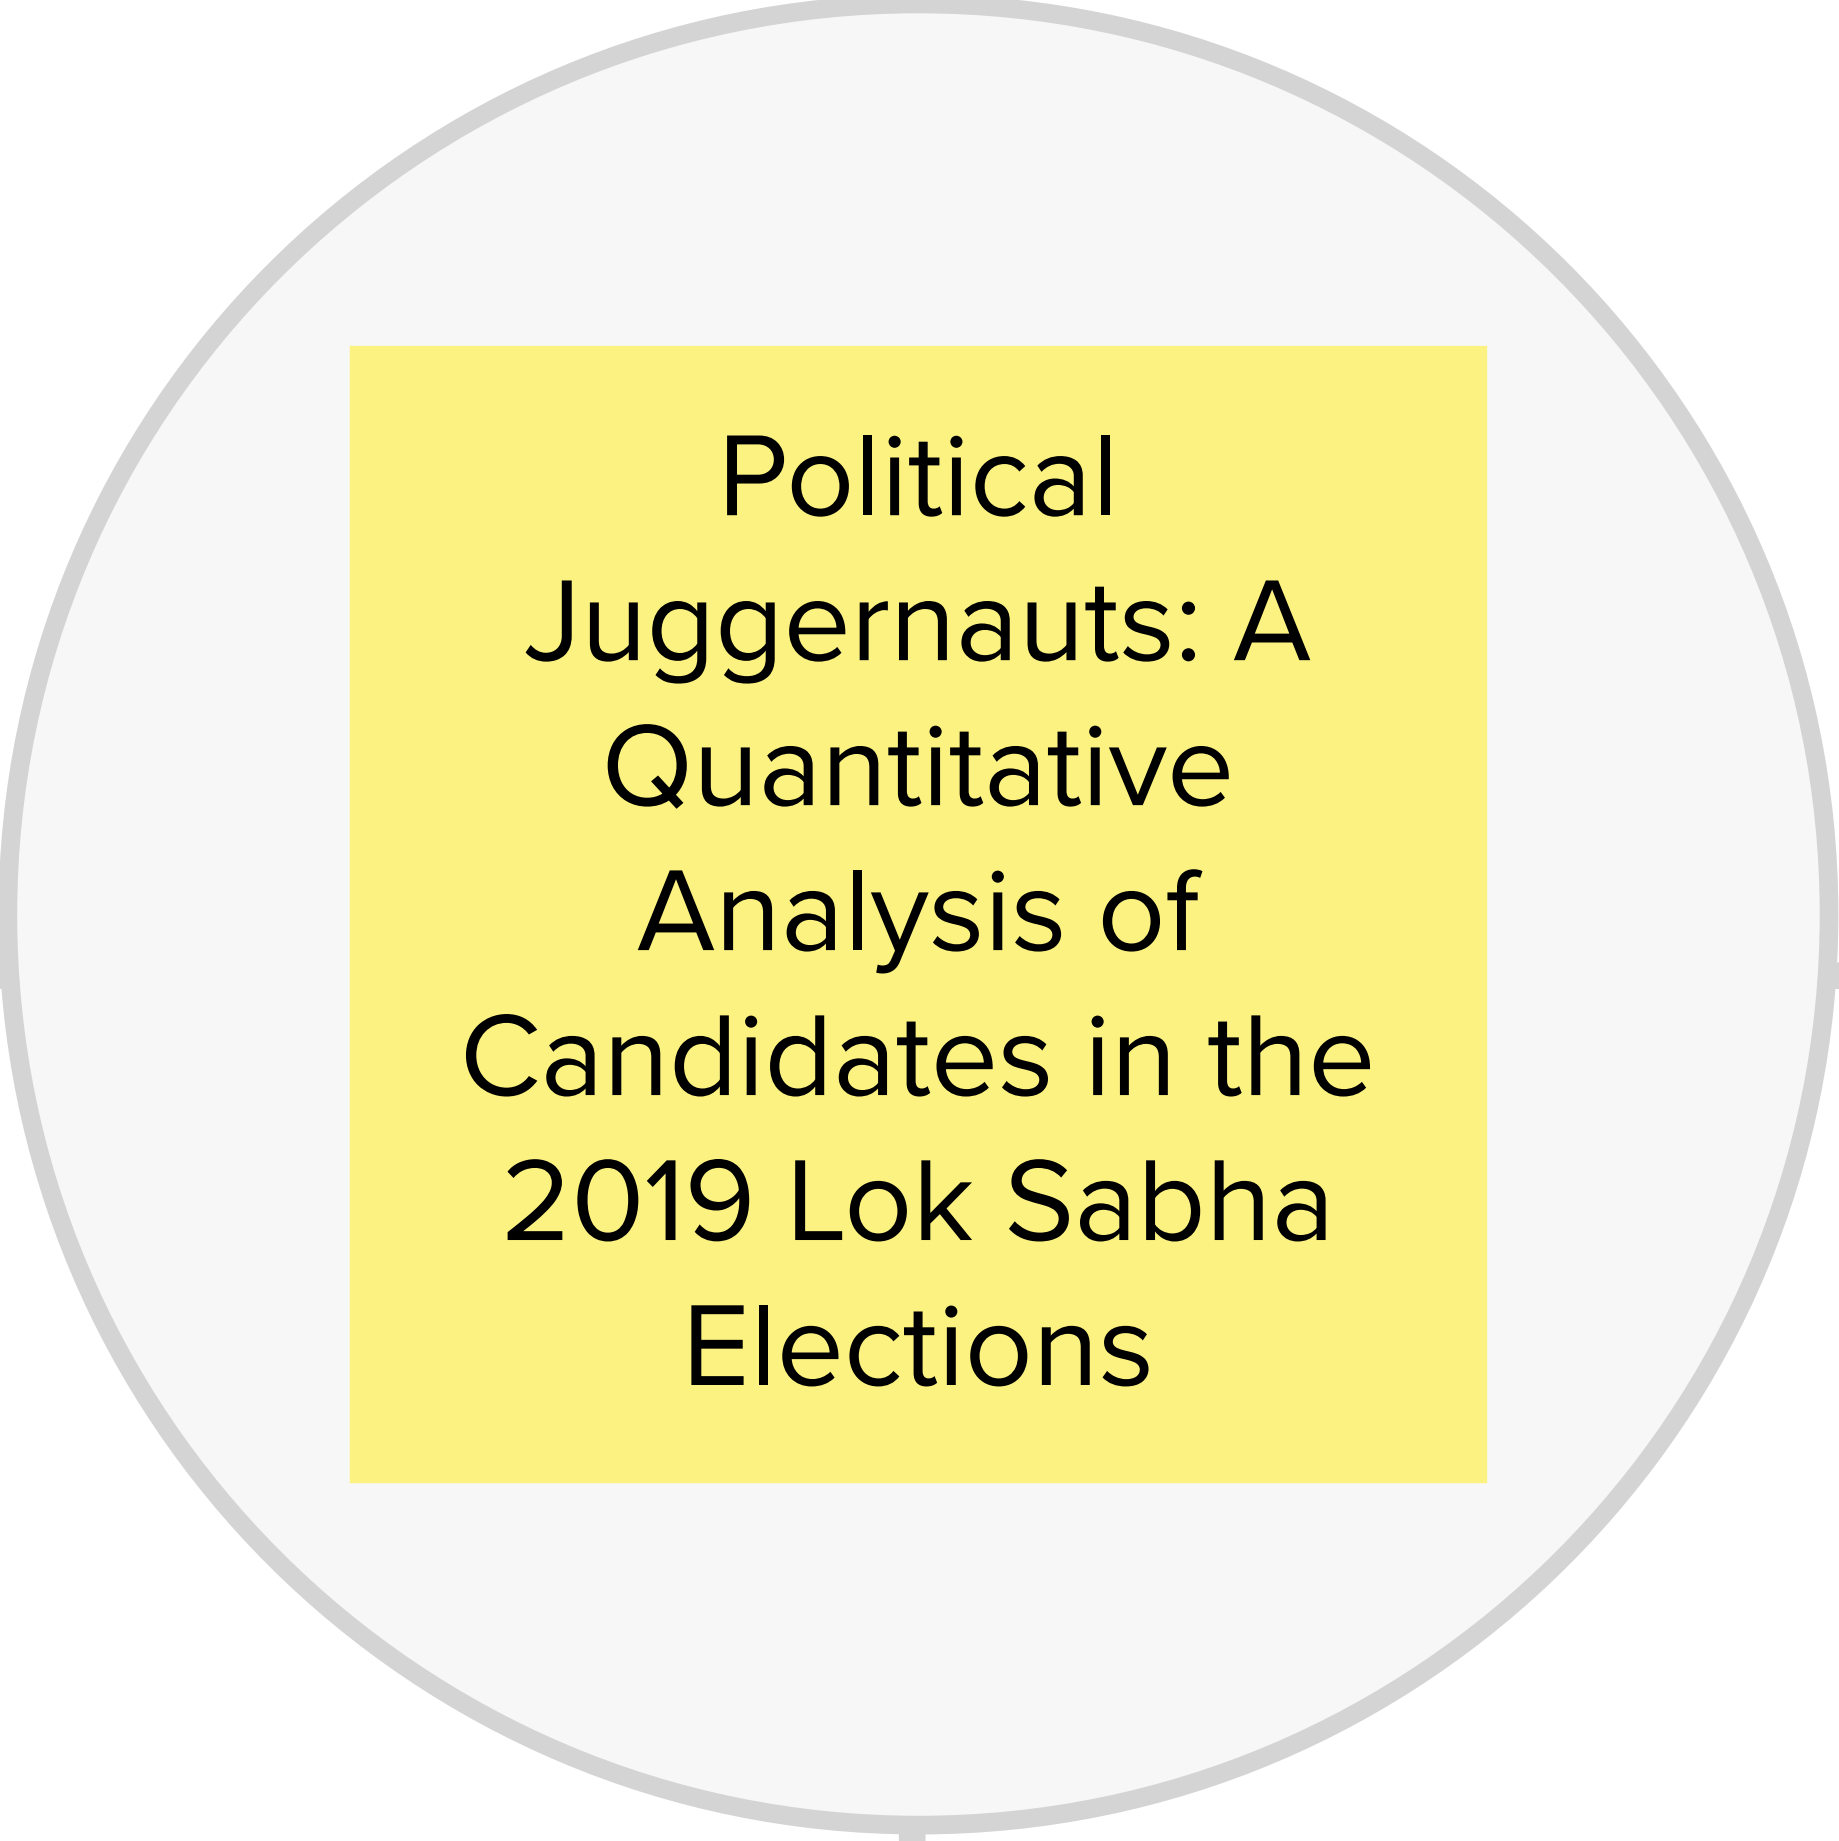 Political
Juggernauts: A
Quantitative
Analysis of
Candidates in the
2019 Lok Sabha
Elections